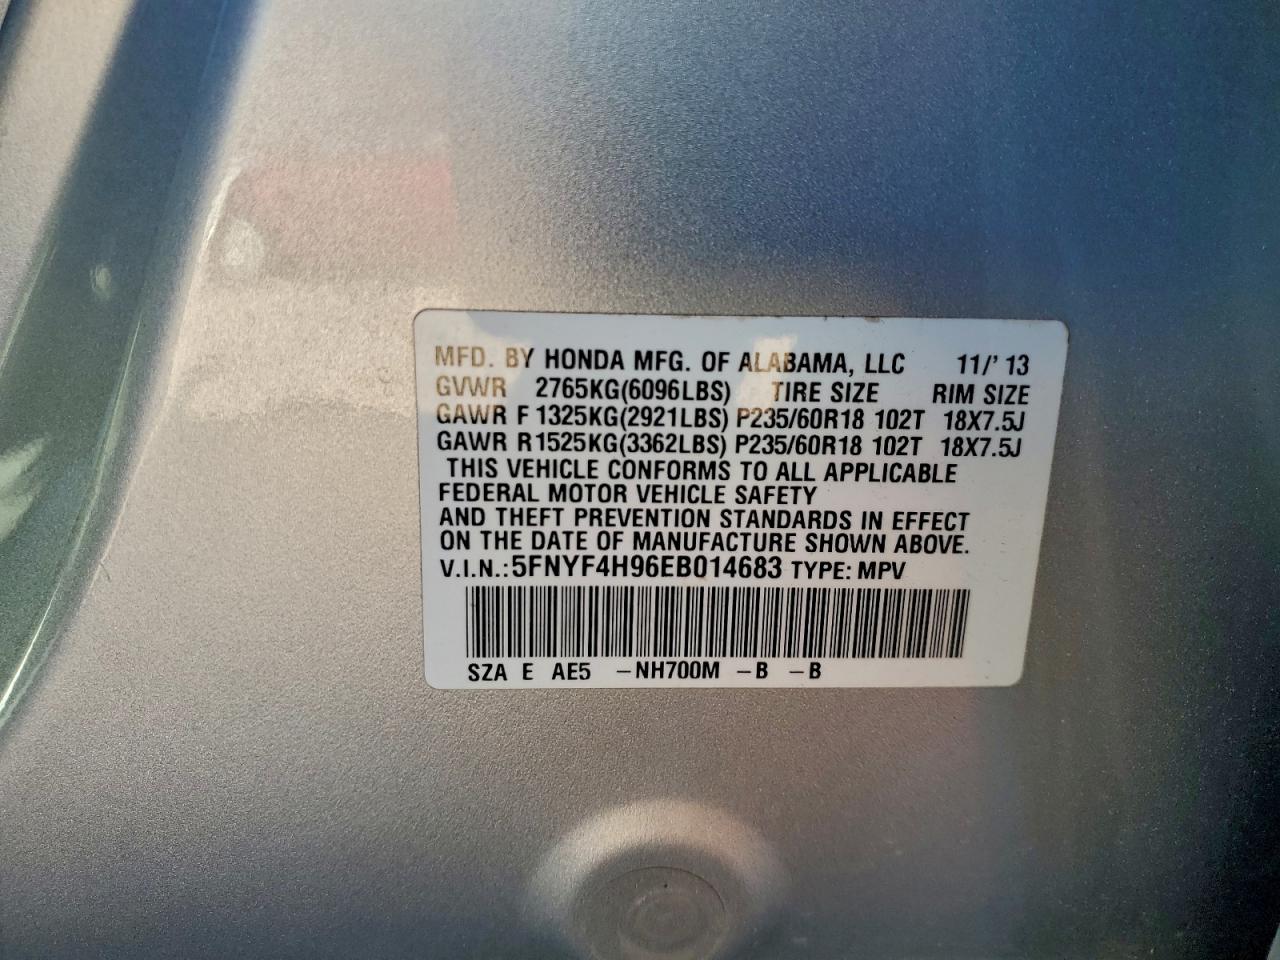 MFD. BY HONDA MFG. OF ALABAMA, LLC 11/' 13
GVWR 2765KG(6096LBS) TIRE SIZE RIM SIZE
GAWR F 1325KG(2921LBS) P235/60R18 102T 18X7.5J
GAWR R1525KG(3362LBS) P235/60R18 102T 18X7.5J
THIS VEHICLE CONFORMS TO ALL APPLICABLE
FEDERAL MOTOR VEHICLE SAFETY
AND THEFT PREVENTION STANDARDS IN EFFECT
ON THE DATE OF MANUFACTURE SHOWN ABOVE.
V.I.N.:5FNYF4H96EB014683 TYPE: MPV
SZA E AE5 -NH700M -B -B